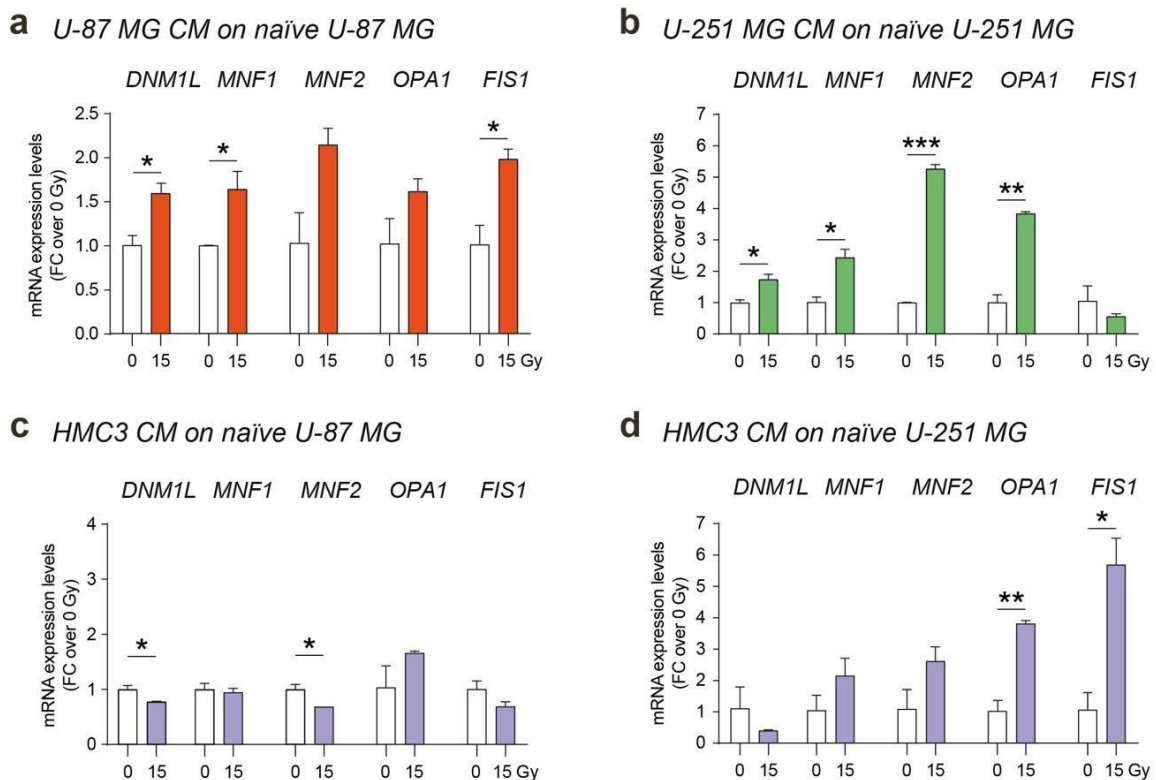 a U-87 MG CM on naïve U-87 MG
DNM1L MNF1 MNF2 OPA1 FIS1
mRNA expression levels
(FC over 0 Gy)
2.5
2.0
1.5
1.0
0.5
0.0
* * *
0 15 0 15 0 15 0 15 0 15 Gy
b U-251 MG CM on naïve U-251 MG
DNM1L MNF1 MNF2 OPA1 FIS1
mRNA expression levels
(FC over 0 Gy)
7
6
5
4
3
2
1
0
* * *** **
0 15 0 15 0 15 0 15 0 15 Gy
c HMC3 CM on naïve U-87 MG
DNM1L MNF1 MNF2 OPA1 FIS1
mRNA expression levels
(FC over 0 Gy)
4
3
2
1
0
* *
0 15 0 15 0 15 0 15 0 15 Gy
d HMC3 CM on naïve U-251 MG
DNM1L MNF1 MNF2 OPA1 FIS1
mRNA expression levels
(FC over 0 Gy)
7
6
5
4
3
2
1
0
** *
0 15 0 15 0 15 0 15 0 15 Gy